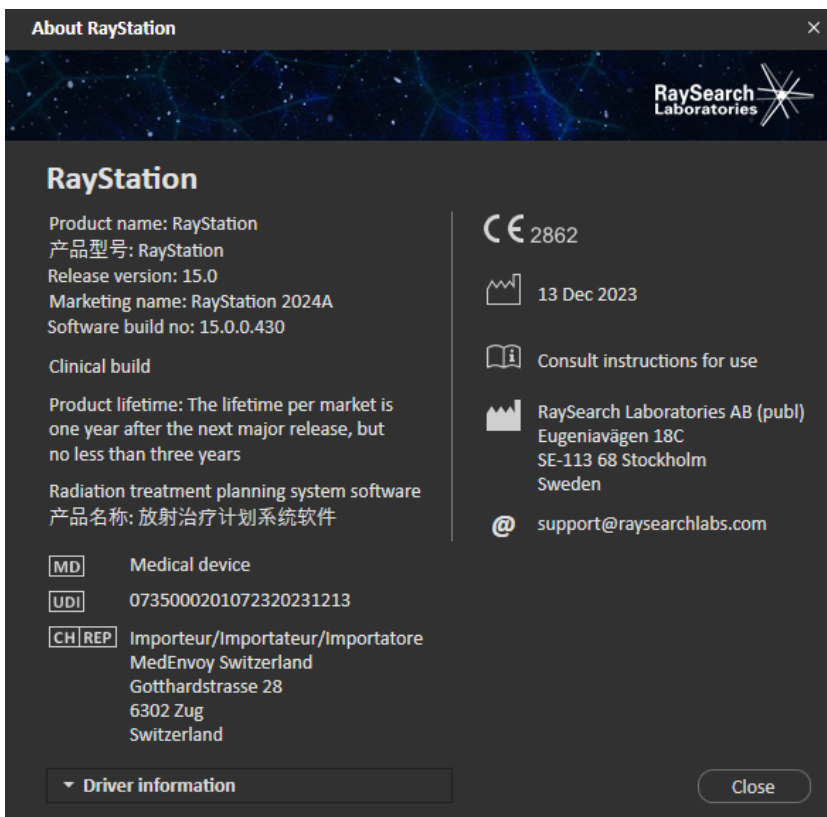 About RayStation
RaySearch
Laboratories
RayStation
Product name: RayStation
产品型号: RayStation
Release version: 15.0
Marketing name: RayStation 2024A
Software build no: 15.0.0.430
Clinical build
Product lifetime: The lifetime per market is
one year after the next major release, but
no less than three years
Radiation treatment planning system software
产品名称: 放射治疗计划系统软件
MD Medical device
UDI 0735000201072320231213
CH REP Importeur/Importateur/Importatore
MedEnvoy Switzerland
Gotthardstrasse 28
6302 Zug
Switzerland
CE 2862
13 Dec 2023
i Consult instructions for use
RaySearch Laboratories AB (publ)
Eugeniavägen 18C
SE-113 68 Stockholm
Sweden
@ support@raysearchlabs.com
Driver information
Close